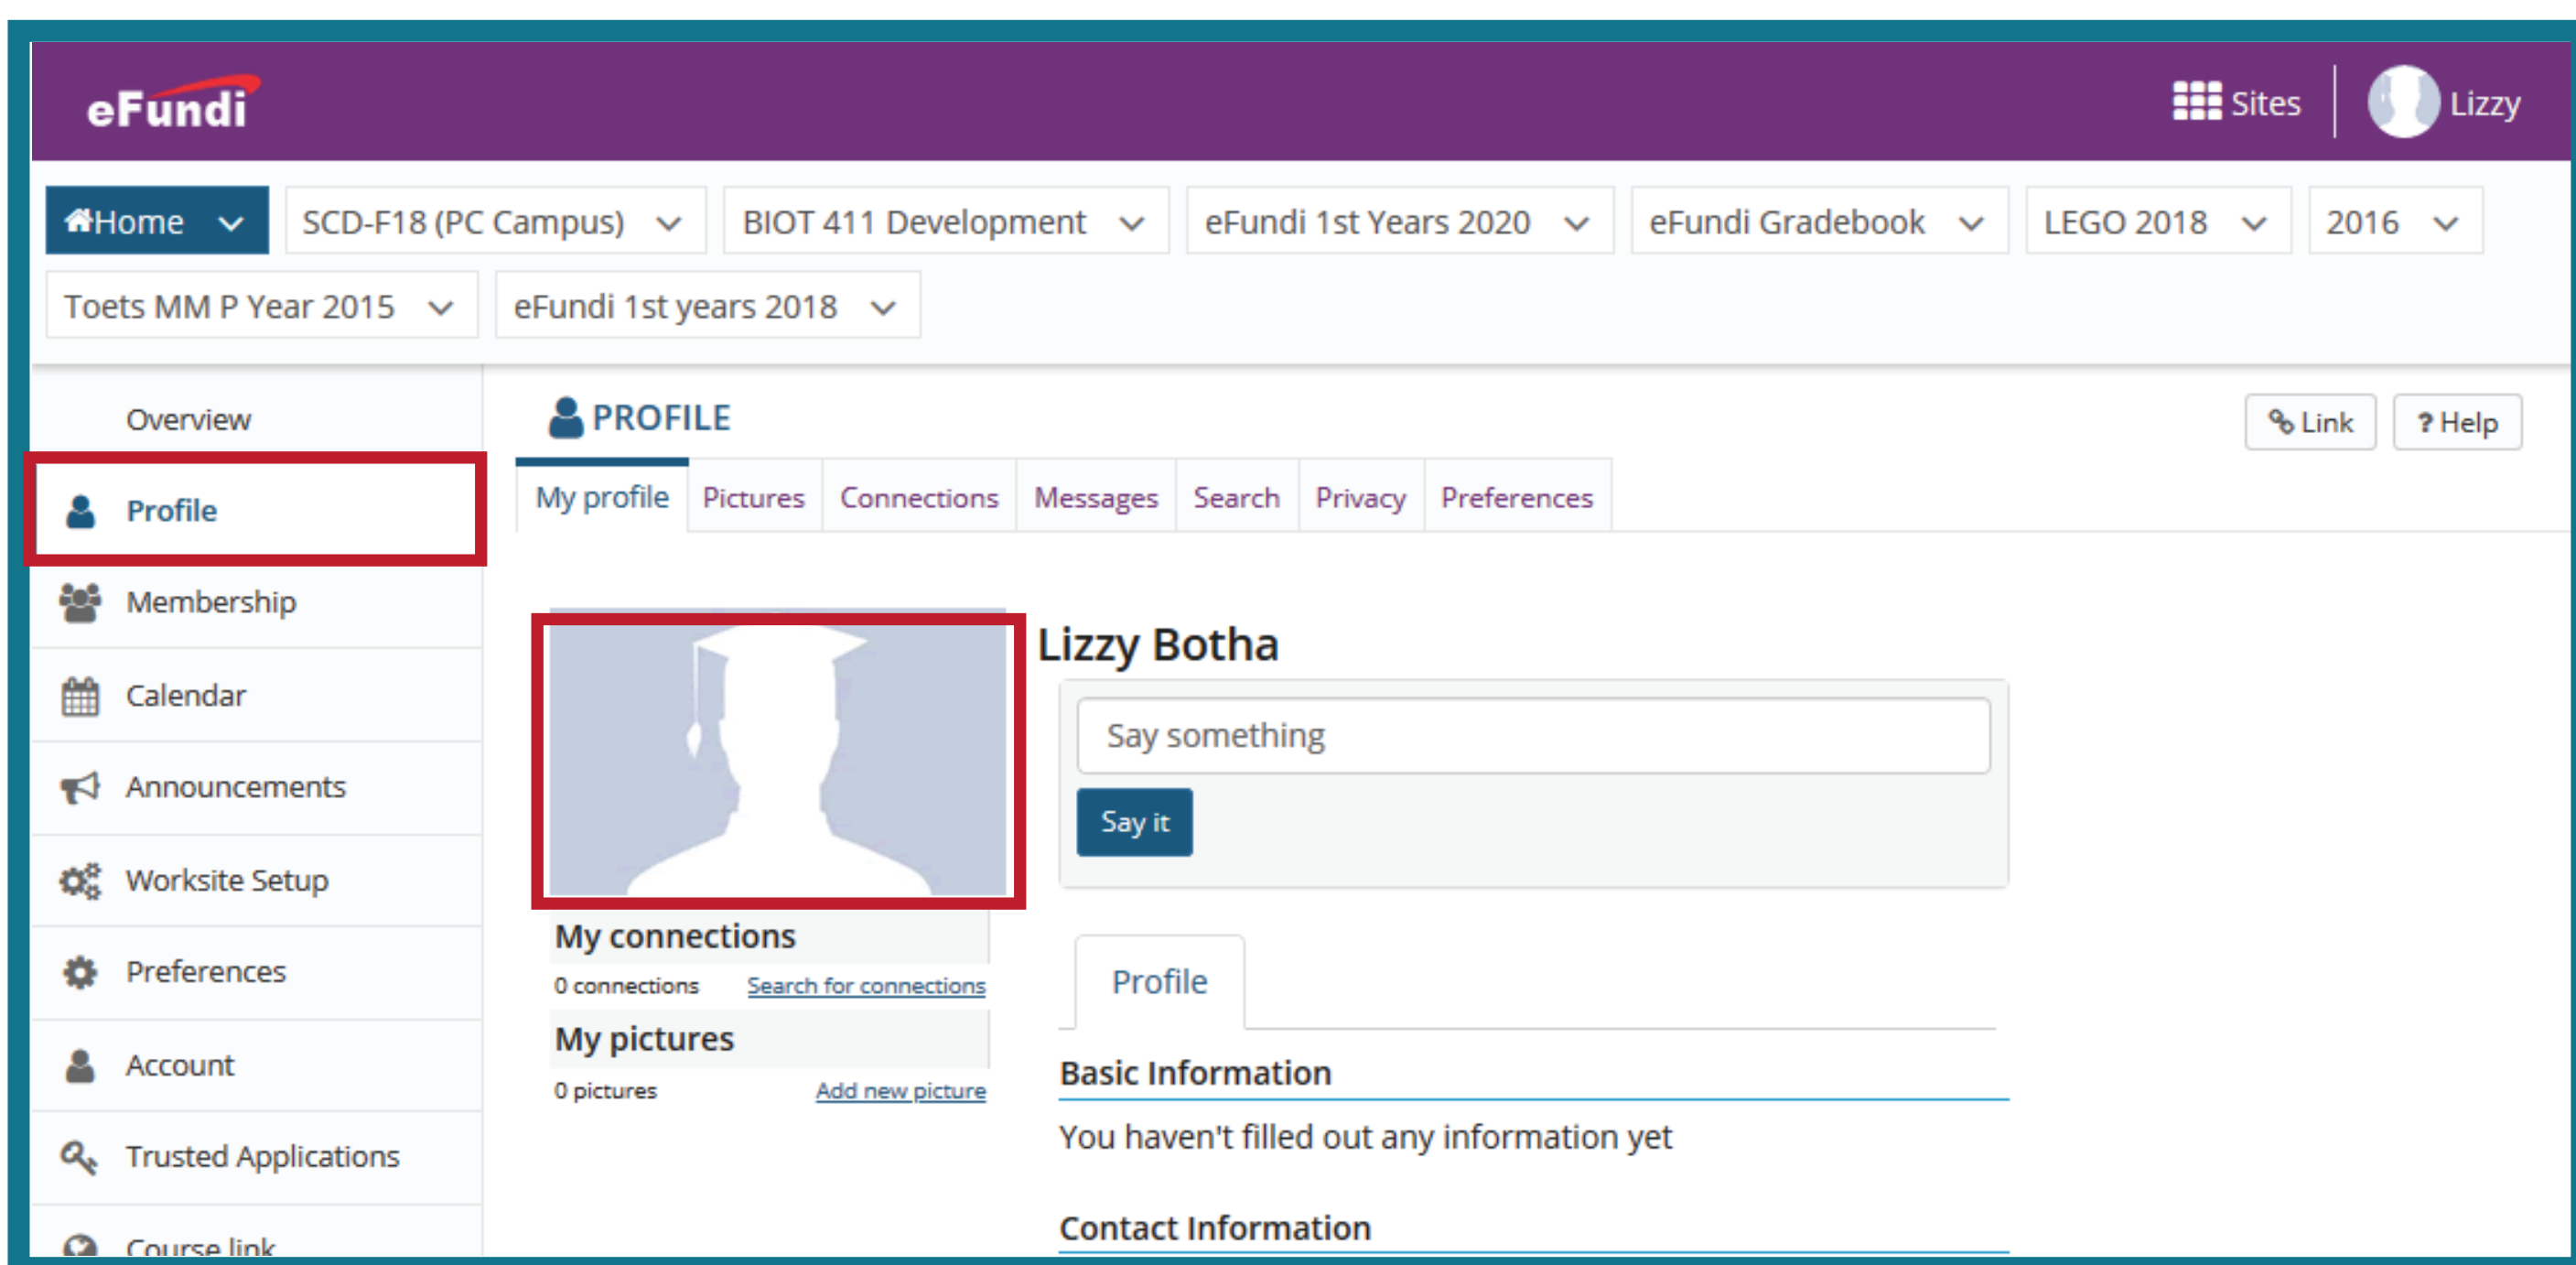 eFundi
Sites
Lizzy
Home
SCD-F18 (PC Campus)
BIOT 411 Development
eFundi 1st Years 2020
eFundi Gradebook
LEGO 2018
2016
Toets MM P Year 2015
eFundi 1st years 2018
Overview
Profile
Membership
Calendar
Announcements
Worksite Setup
Preferences
Account
Trusted Applications
Course link
PROFILE
Link
? Help
My profile
Pictures
Connections
Messages
Search
Privacy
Preferences
Lizzy Botha
Say something
Say it
My connections
0 connections
Search for connections
My pictures
0 pictures
Add new picture
Profile
Basic Information
You haven't filled out any information yet
Contact Information